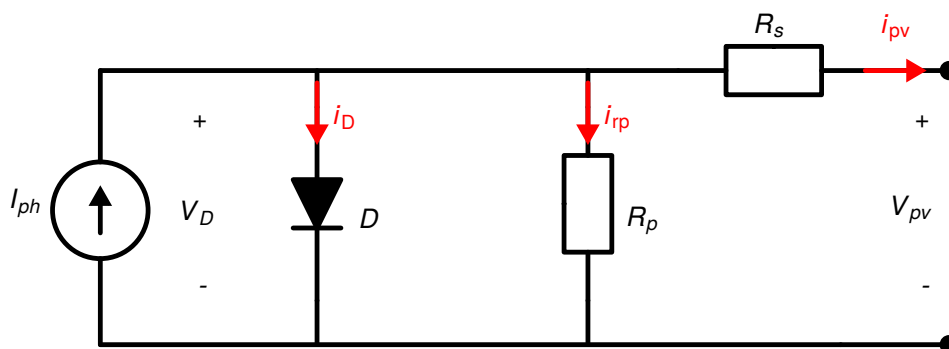 R_s
i_pv
+
i_D
i_rp
+
I_ph
V_D
D
R_p
V_pv
-
-